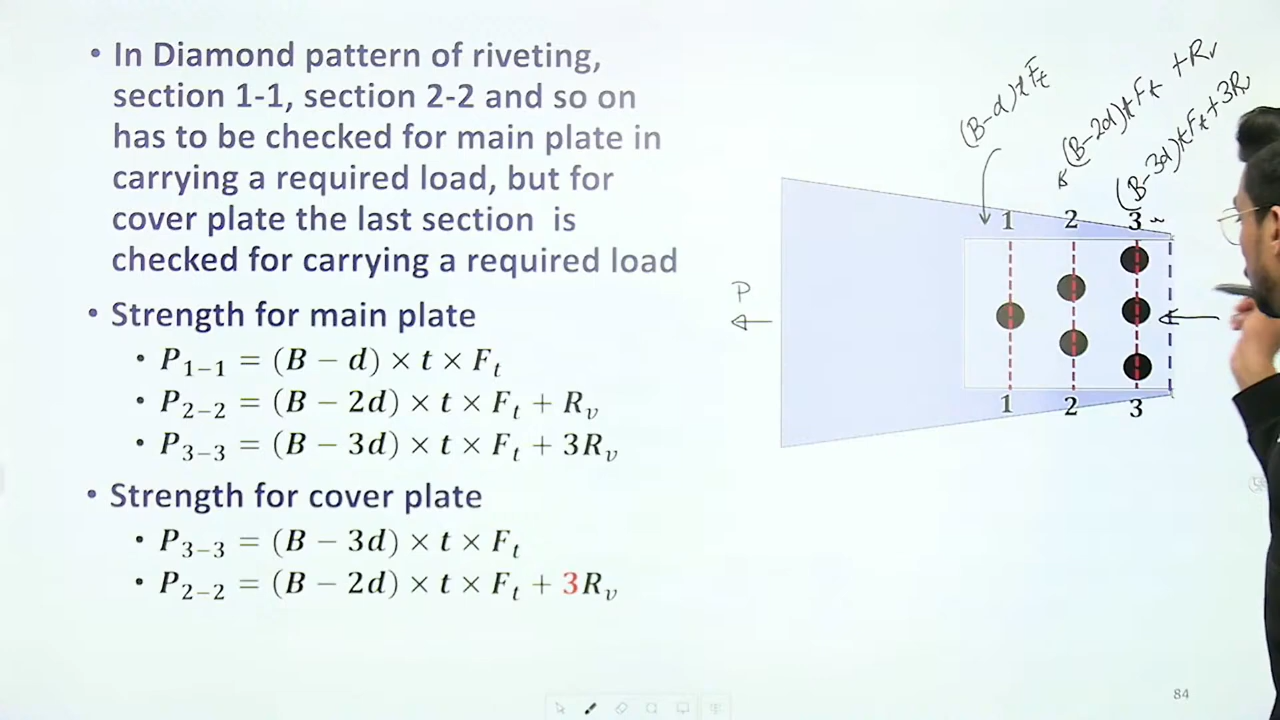 • In Diamond pattern of riveting,
section 1-1, section 2-2 and so on
has to be checked for main plate in
carrying a required load, but for
cover plate the last section is
checked for carrying a required load
• Strength for main plate
• P₁₋₁ = (B − d) × t × Fₜ
• P₂₋₂ = (B − 2d) × t × Fₜ + Rᵥ
• P₃₋₃ = (B − 3d) × t × Fₜ + 3Rᵥ
• Strength for cover plate
• P₃₋₃ = (B − 3d) × t × Fₜ
• P₂₋₂ = (B − 2d) × t × Fₜ + 3Rᵥ
(B-d)tFₜ
(B-2d)tFₜ + Rᵥ
(B-3d)tFₜ + 3Rᵥ
1 2 3
P
1 2 3
84